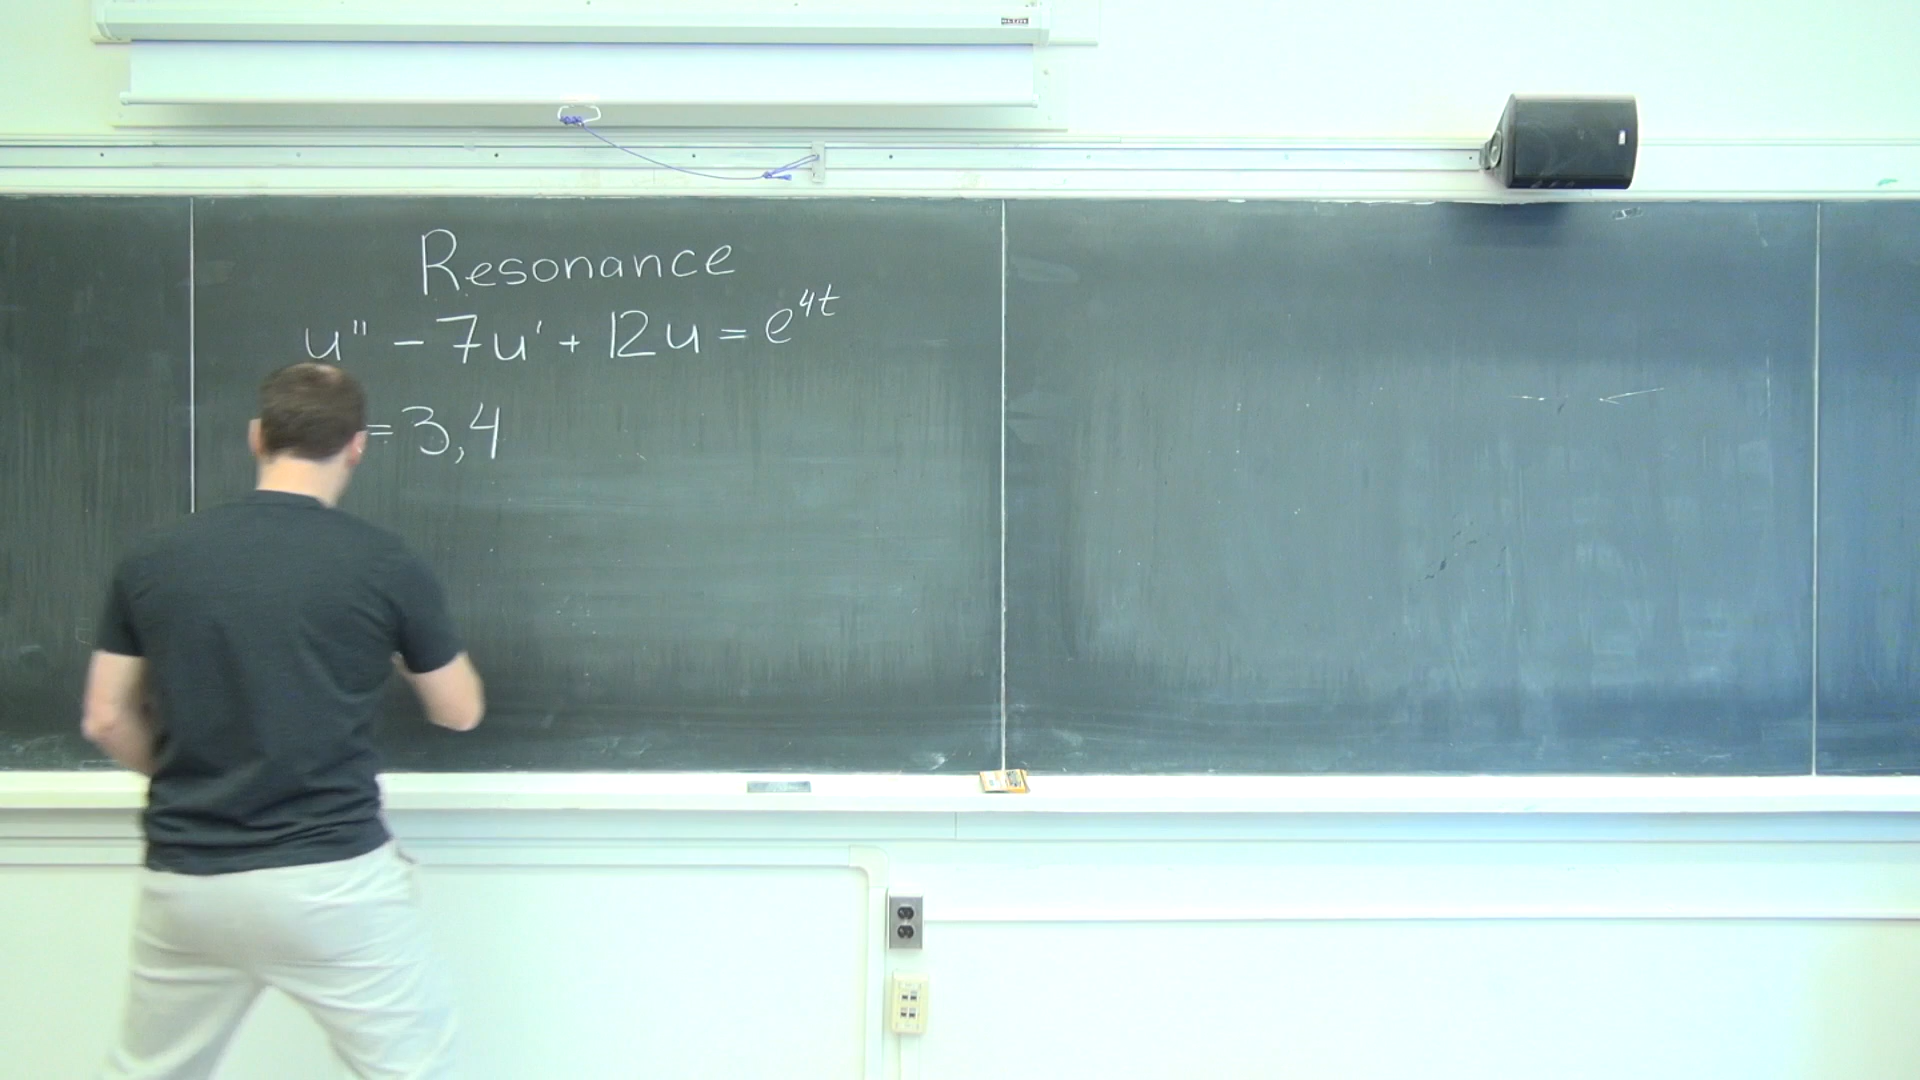 Resonance
u'' - 7u' + 12u = e^{4t}
= 3,4